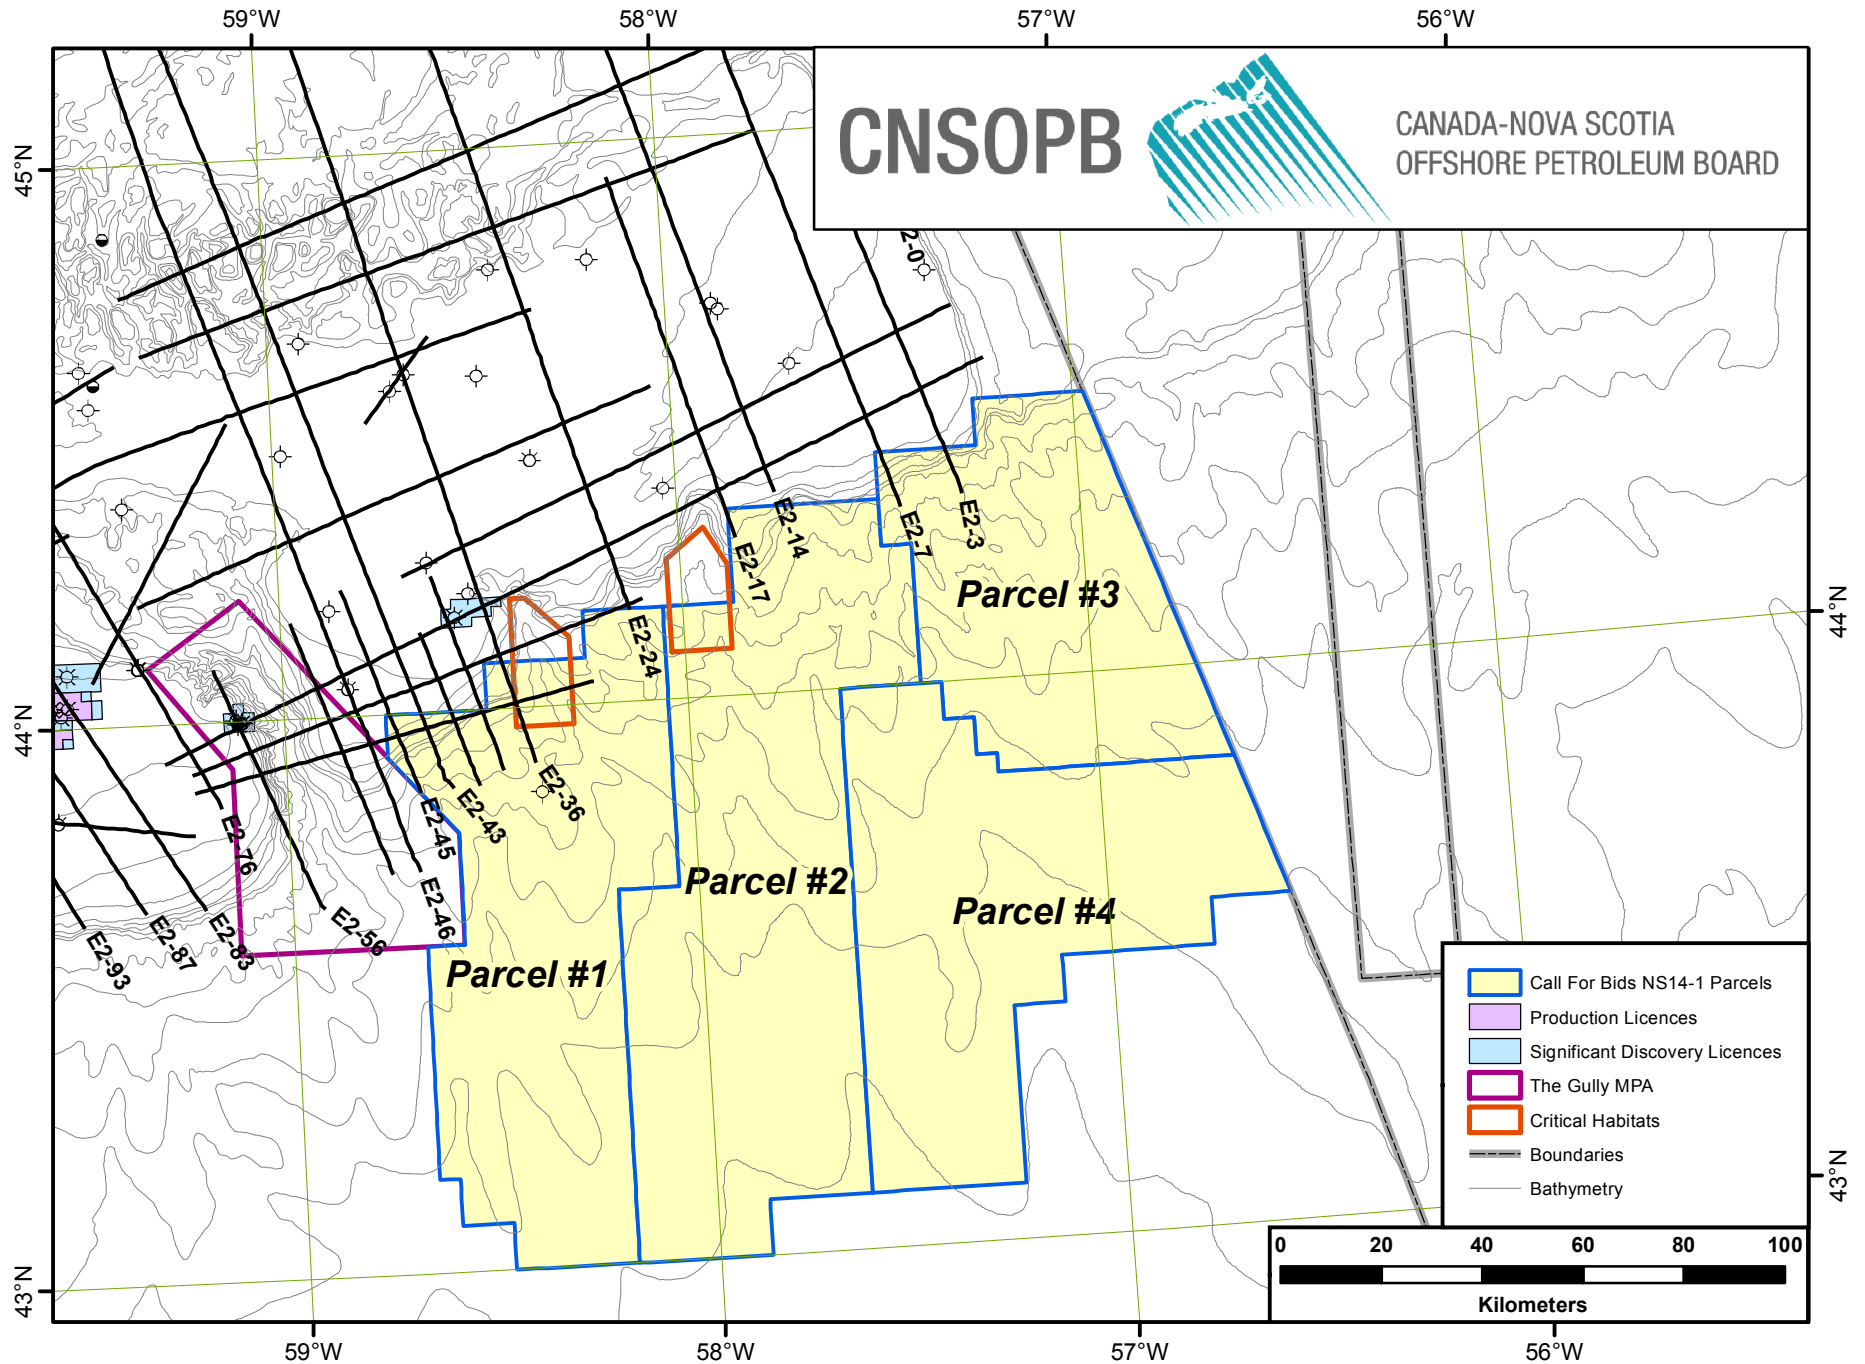 59°W
58°W
57°W
56°W
CNSOPB
CANADA-NOVA SCOTIA
OFFSHORE PETROLEUM BOARD
45°N
44°N
43°N
44°N
43°N
E2-3
E2-7
E2-14
E2-17
E2-24
E2-36
E2-43
E2-45
E2-46
E2-56
E2-76
E2-83
E2-87
E2-93
Parcel #3
Parcel #2
Parcel #4
Parcel #1
Call For Bids NS14-1 Parcels
Production Licences
Significant Discovery Licences
The Gully MPA
Critical Habitats
Boundaries
Bathymetry
0 20 40 60 80 100
Kilometers
59°W
58°W
57°W
56°W